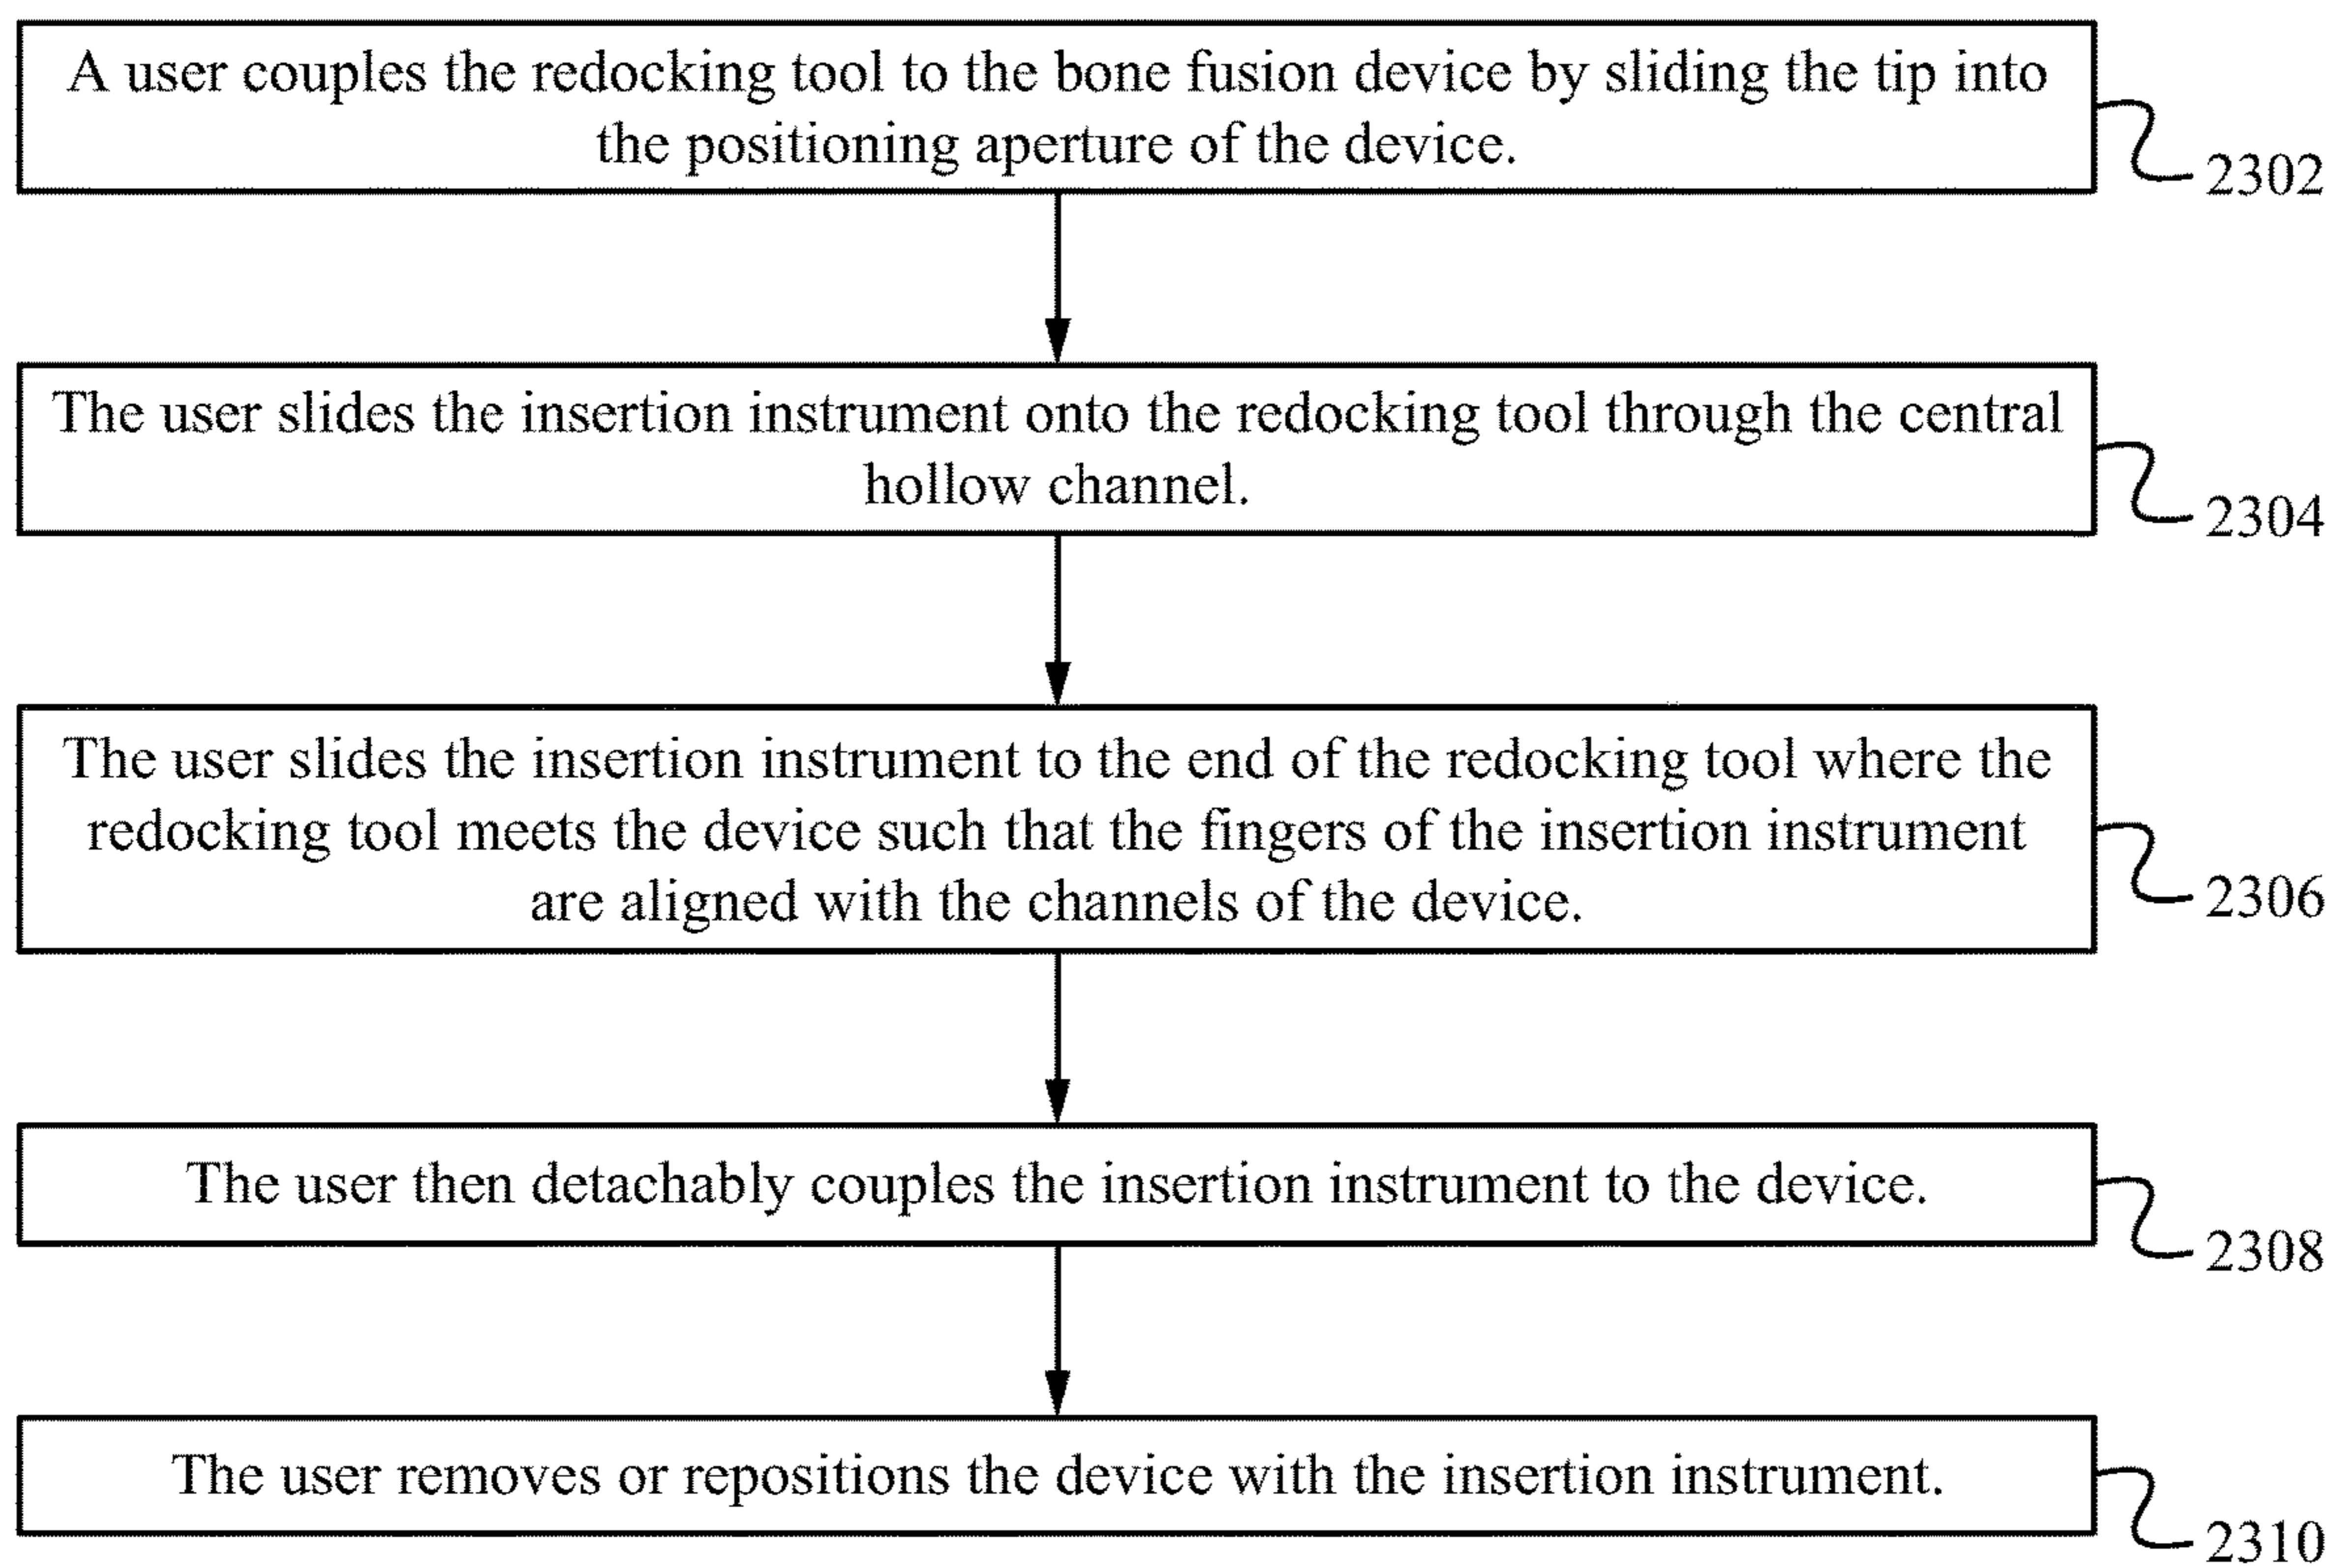 A user couples the redocking tool to the bone fusion device by sliding the tip into
the positioning aperture of the device.
2302
The user slides the insertion instrument onto the redocking tool through the central
hollow channel.
2304
The user slides the insertion instrument to the end of the redocking tool where the
redocking tool meets the device such that the fingers of the insertion instrument
are aligned with the channels of the device.
2306
The user then detachably couples the insertion instrument to the device.
2308
The user removes or repositions the device with the insertion instrument.
2310